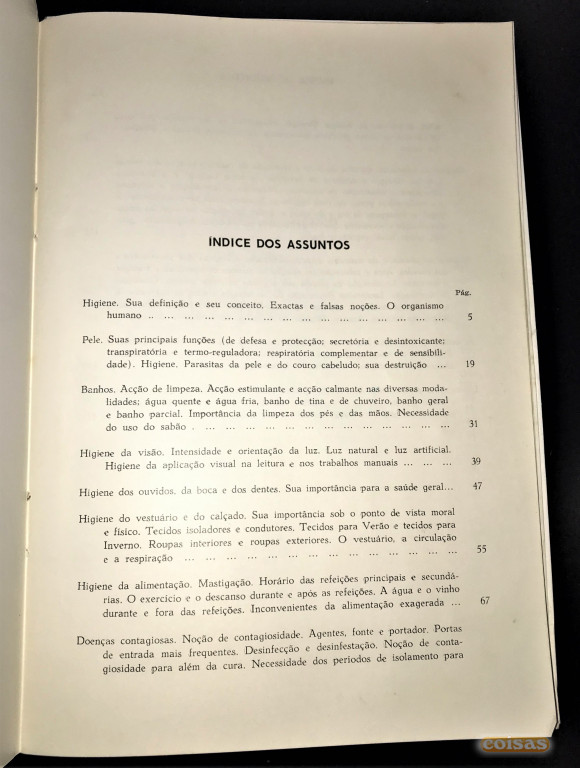 ÍNDICE DOS ASSUNTOS
Pág.
Higiene. Sua definição e seu conceito. Exactas e falsas noções. O organismo
humano .. ... ... ... ... ... ... ... ... ... ... ... ... ... ... 5
Pele. Suas principais funções (de defesa e protecção; secretória e desintoxicante;
transpiratória e termo-reguladora; respiratória complementar e de sensibili-
dade). Higiene. Parasitas da pele e do couro cabeludo; sua destruição ... 19
Banhos. Acção de limpeza. Acção estimulante e acção calmante nas diversas moda-
lidades; água quente e água fria, banho de tina e de chuveiro, banho geral
e banho parcial. Importância da limpeza dos pés e das mãos. Necessidade
do uso do sabão . ... ... ... ... ... ... ... ... ... ... ... ... ... 31
Higiene da visão. Intensidade e orientação da luz. Luz natural e luz artificial.
Higiene da aplicação visual na leitura e nos trabalhos manuais ... ... ... 39
Higiene dos ouvidos, da boca e dos dentes. Sua importância para a saúde geral... 47
Higiene do vestuário e do calçado. Sua importância sob o ponto de vista moral
e físico. Tecidos isoladores e condutores. Tecidos para Verão e tecidos para
Inverno. Roupas interiores e roupas exteriores. O vestuário, a circulação
e a respiração ... ... ... ... ... ... ... ... ... ... ... ... ... ... 55
Higiene da alimentação. Mastigação. Horário das refeições principais e secundá-
rias. O exercício e o descanso durante e após as refeições. A água e o vinho
durante e fora das refeições. Inconvenientes da alimentação exagerada ... 67
Doenças contagiosas. Noção de contagiosidade. Agentes, fonte e portador. Portas
de entrada mais frequentes. Desinfecção e desinfestação. Noção de conta-
giosidade para além da cura. Necessidade dos períodos de isolamento para
coisas